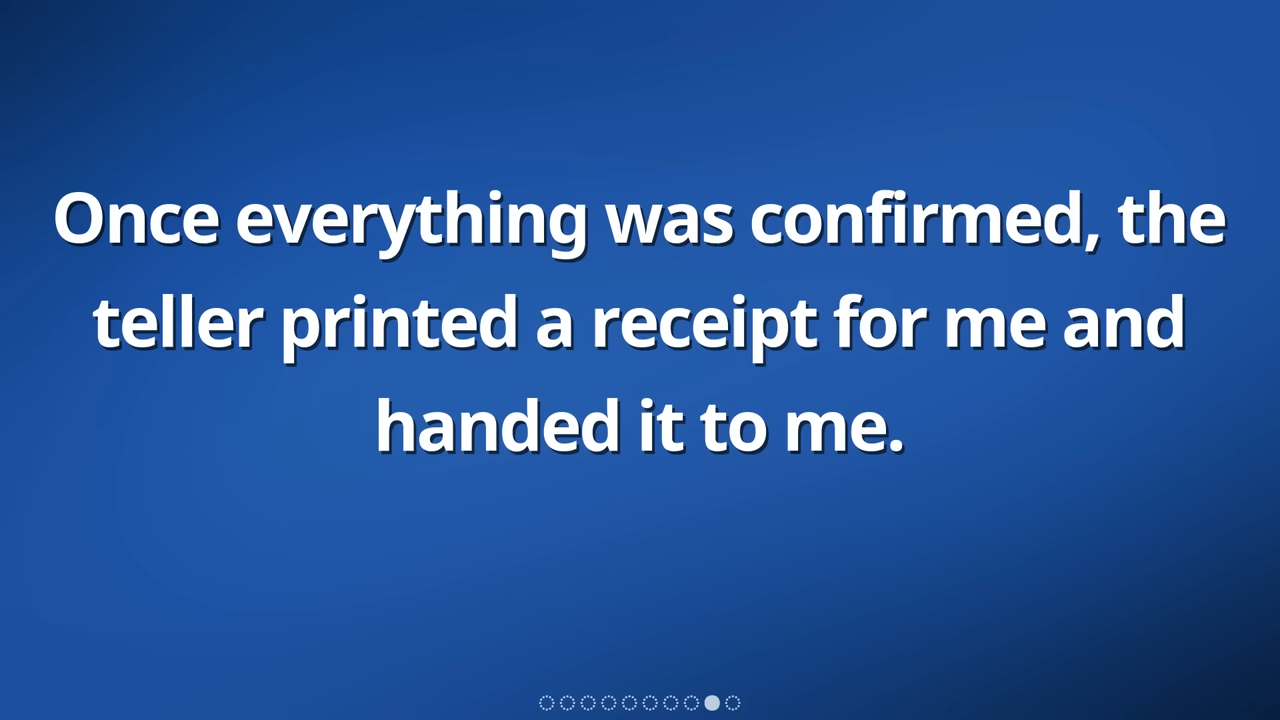 Once everything was confirmed, the
teller printed a receipt for me and
handed it to me.